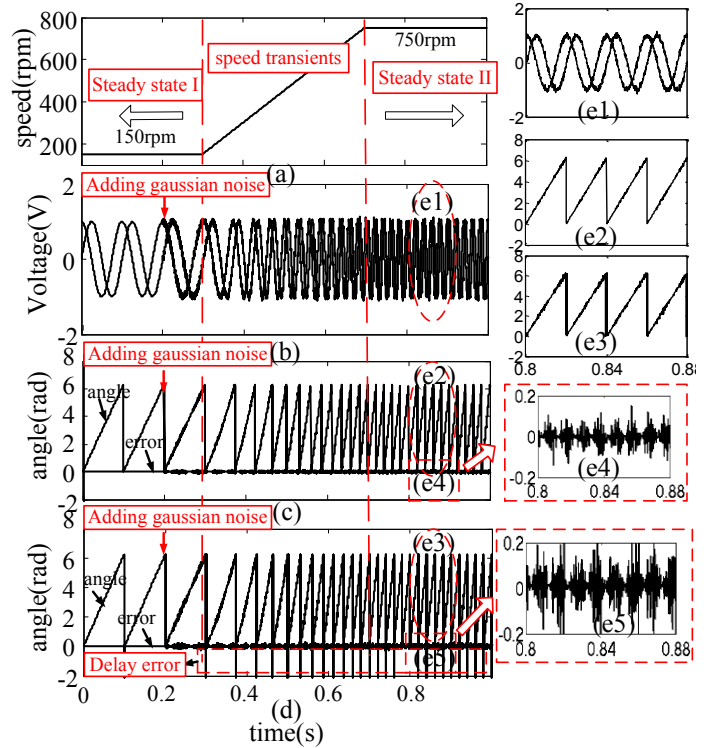 800
600
400
200
speed(rpm)
speed transients
750rpm
Steady state I
Steady state II
150rpm
(a)
Adding gaussian noise
2
0
-2
Voltage(V)
(e1)
(b)
Adding gaussian noise
8
6
4
2
0
-2
angle(rad)
angle
error
(e2)
(e4)
(c)
Adding gaussian noise
8
6
4
2
0
-2
angle(rad)
angle
error
(e3)
(e5)
Delay error
0
0.2
0.4
0.6
0.8
(d)
time(s)
2
0
-2
(e1)
8
6
4
2
0
-2
(e2)
8
6
4
2
0
-2
(e3)
0.8
0.84
0.88
0.2
0
-0.2
(e4)
0.8
0.84
0.88
0.2
0
-0.2
(e5)
0.8
0.84
0.88